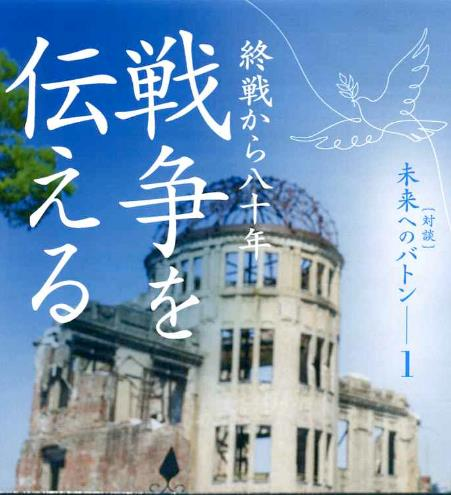 終戦から八十年
戦争を
伝える
［対談］
未来へのバトン──1